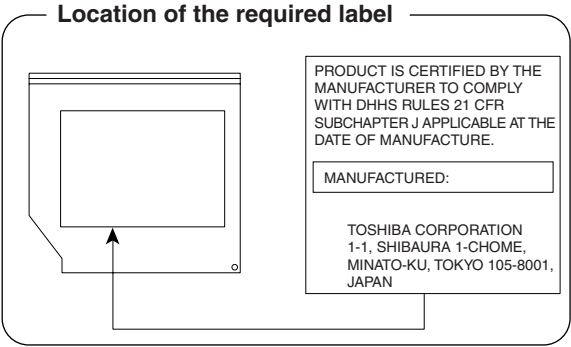 Location of the required label
PRODUCT IS CERTIFIED BY THE
MANUFACTURER TO COMPLY
WITH DHHS RULES 21 CFR
SUBCHAPTER J APPLICABLE AT THE
DATE OF MANUFACTURE.
MANUFACTURED:
TOSHIBA CORPORATION
1-1, SHIBAURA 1-CHOME,
MINATO-KU, TOKYO 105-8001,
JAPAN